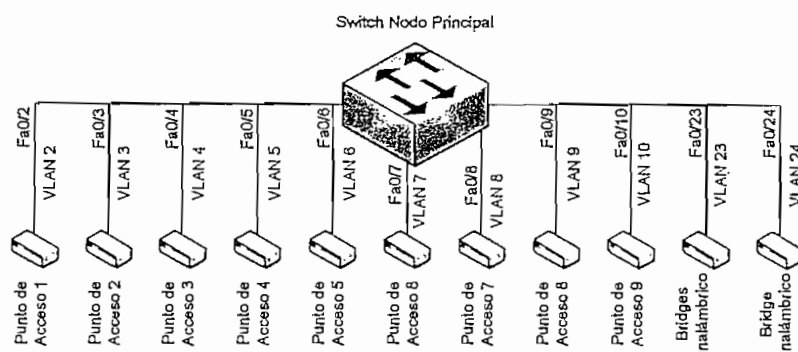 Switch Nodo Principal
Fa0/2
VLAN 2
Fa0/3
VLAN 3
Fa0/4
VLAN 4
Fa0/5
VLAN 5
Fa0/6
VLAN 6
Fa0/7
VLAN 7
Fa0/8
VLAN 8
Fa0/9
VLAN 9
Fa0/10
VLAN 10
Fa0/23
VLAN 23
Fa0/24
VLAN 24
Punto de
Acceso 1
Punto de
Acceso 2
Punto de
Acceso 3
Punto de
Acceso 4
Punto de
Acceso 5
Punto de
Acceso 8
Punto de
Acceso 7
Punto de
Acceso 8
Punto de
Acceso 9
Bridges
nalámbrico
Bridge
nalámbrico